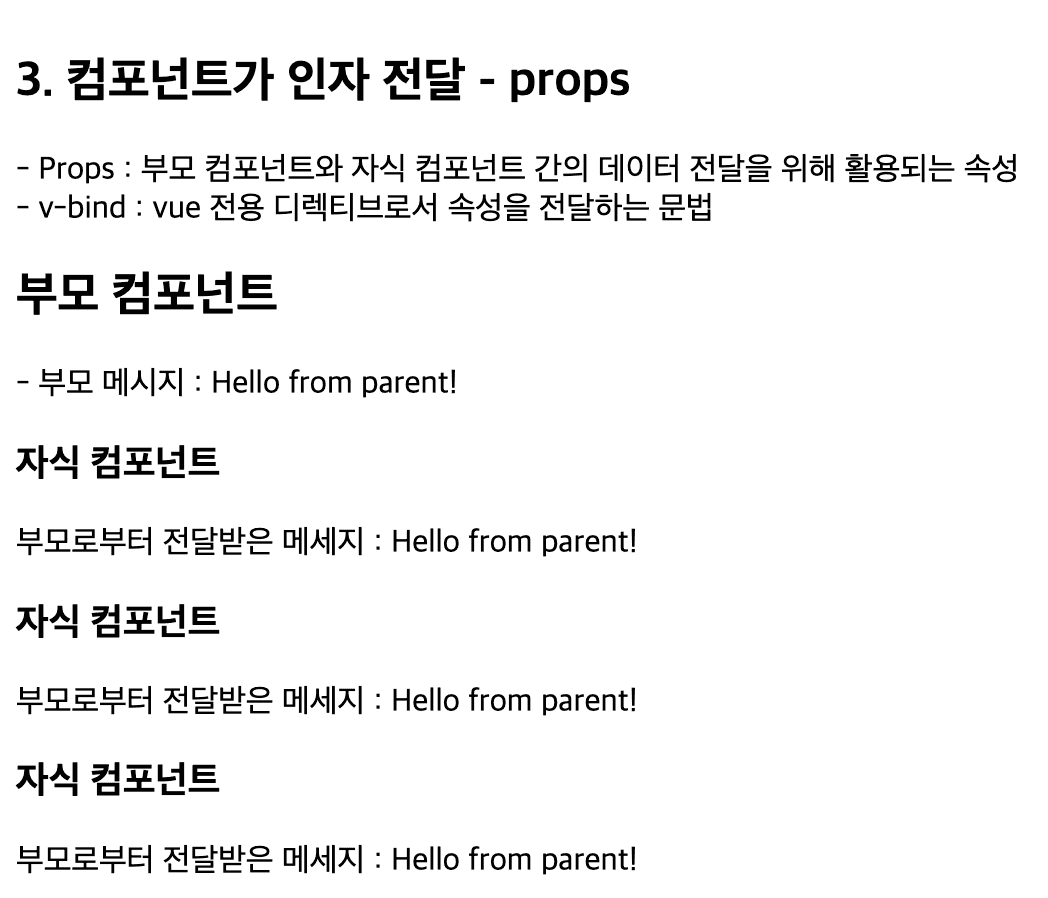 3. 컴포넌트가 인자 전달 - props
- Props : 부모 컴포넌트와 자식 컴포넌트 간의 데이터 전달을 위해 활용되는 속성
- v-bind : vue 전용 디렉티브로서 속성을 전달하는 문법
부모 컴포넌트
- 부모 메시지 : Hello from parent!
자식 컴포넌트
부모로부터 전달받은 메세지 : Hello from parent!
자식 컴포넌트
부모로부터 전달받은 메세지 : Hello from parent!
자식 컴포넌트
부모로부터 전달받은 메세지 : Hello from parent!